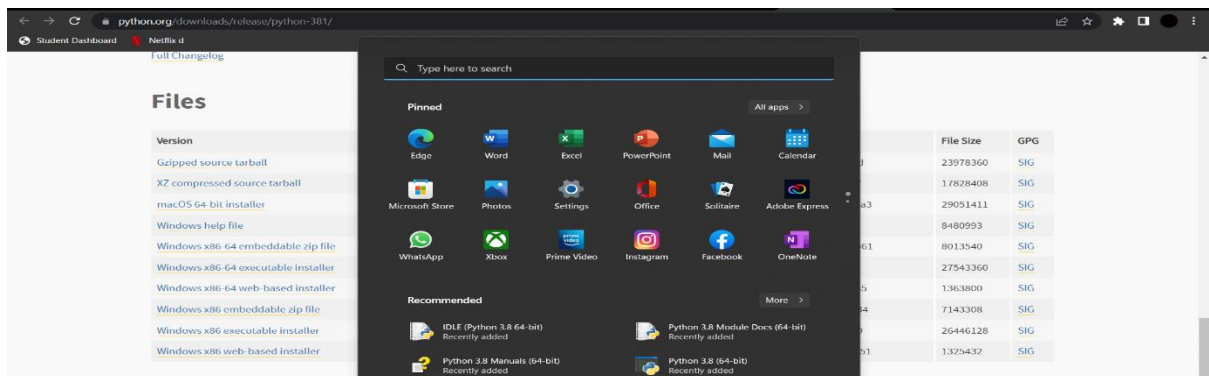 python.org/downloads/release/python-381/
Student Dashboard Netflix d
Full Changelog
Files
Version File Size GPG
Gzipped source tarball 23978360 SIG
XZ compressed source tarball 17828408 SIG
macOS 64-bit installer a3 29051411 SIG
Windows help file 8480993 SIG
Windows x86-64 embeddable zip file 61 8013540 SIG
Windows x86-64 executable installer 27543360 SIG
Windows x86-64 web-based installer 1363800 SIG
Windows x86 embeddable zip file 7143308 SIG
Windows x86 executable installer 26446128 SIG
Windows x86 web-based installer 51 1325432 SIG
Type here to search
Pinned All apps >
Edge Word Excel PowerPoint Mail Calendar
Microsoft Store Photos Settings Office Solitaire Adobe Express
WhatsApp Xbox Prime Video Instagram Facebook OneNote
Recommended More >
IDLE (Python 3.8 64-bit) Python 3.8 Module Docs (64-bit)
Recently added Recently added
Python 3.8 Manuals (64-bit) Python 3.8 (64-bit)
Recently added Recently added